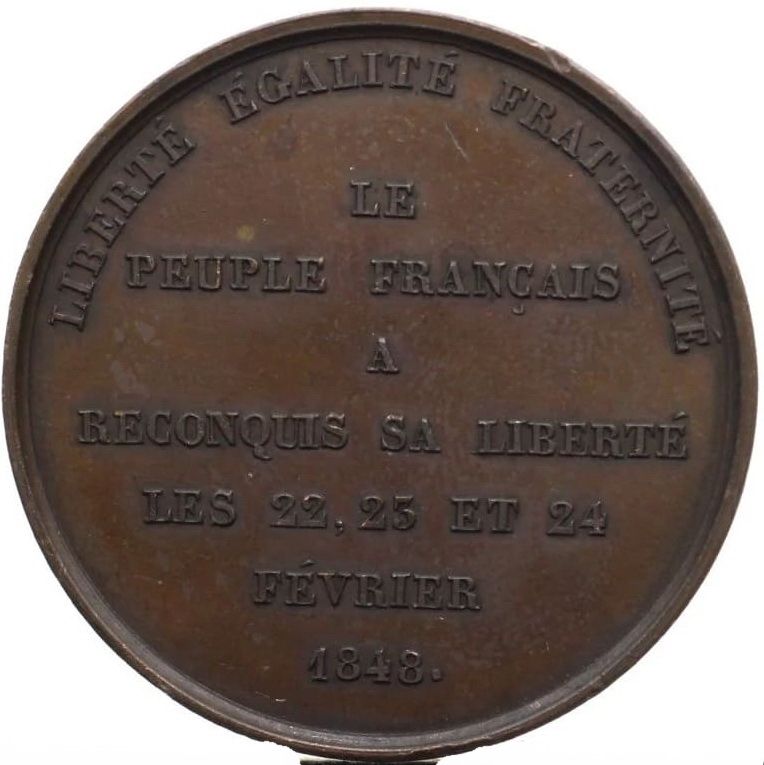 LIBERTÉ ÉGALITÉ FRATERNITÉ
LE
PEUPLE FRANÇAIS
A
RECONQUIS SA LIBERTÉ
LES 22, 23 ET 24
FÉVRIER
1848.